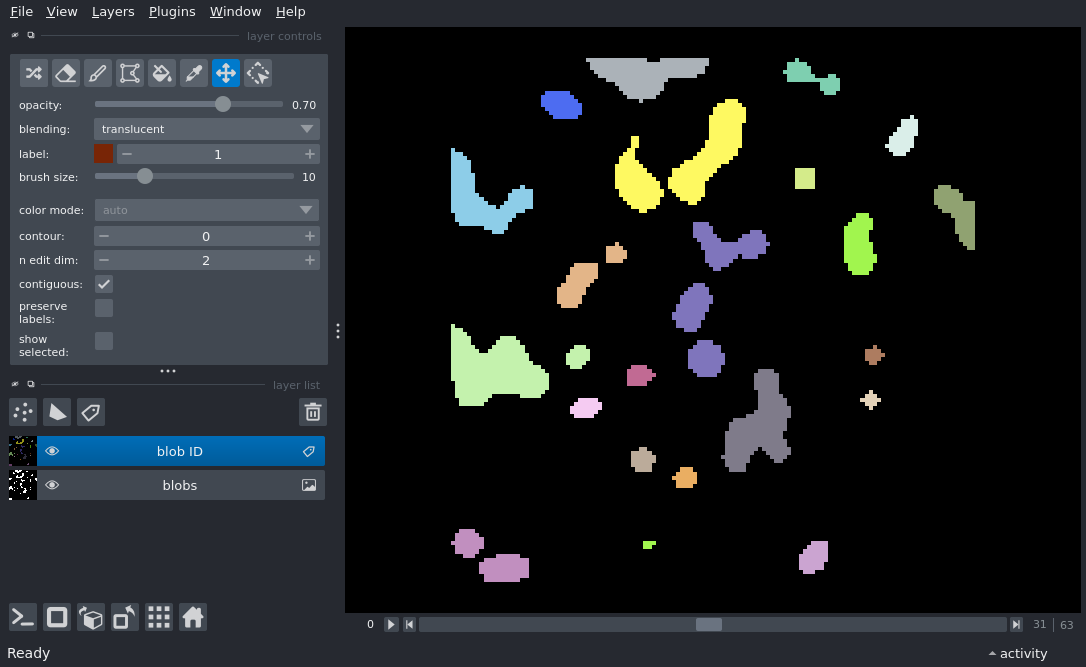 File View Layers Plugins Window Help
layer controls
opacity: 0.70
blending: translucent
label: 1
brush size: 10
color mode: auto
contour: 0
n edit dim: 2
contiguous:
preserve
labels:
show
selected:
layer list
blob ID
blobs
0 31 63
Ready activity